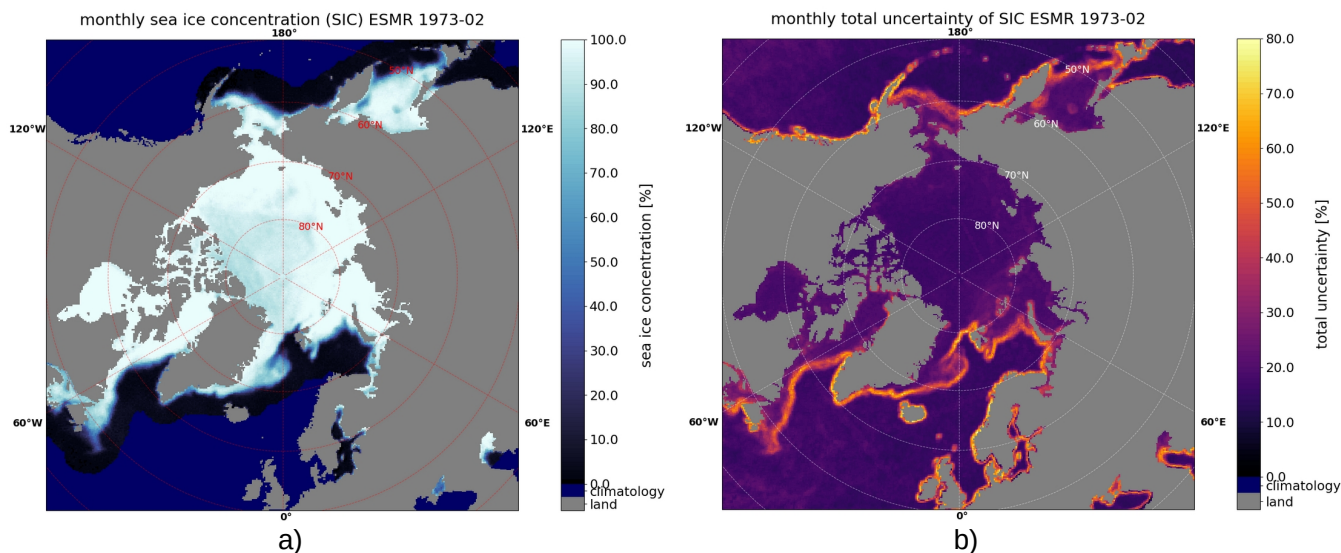 monthly sea ice concentration (SIC) ESMR 1973-02
180°
50°N
60°N
70°N
80°N
120°W
120°E
60°W
60°E
0°
100.0
90.0
80.0
70.0
60.0
50.0
40.0
30.0
20.0
10.0
0.0
climatology
land
sea ice concentration [%]
a)
monthly total uncertainty of SIC ESMR 1973-02
180°
50°N
60°N
70°N
80°N
120°W
120°E
60°W
60°E
0°
80.0
70.0
60.0
50.0
40.0
30.0
20.0
10.0
0.0
climatology
land
total uncertainty [%]
b)